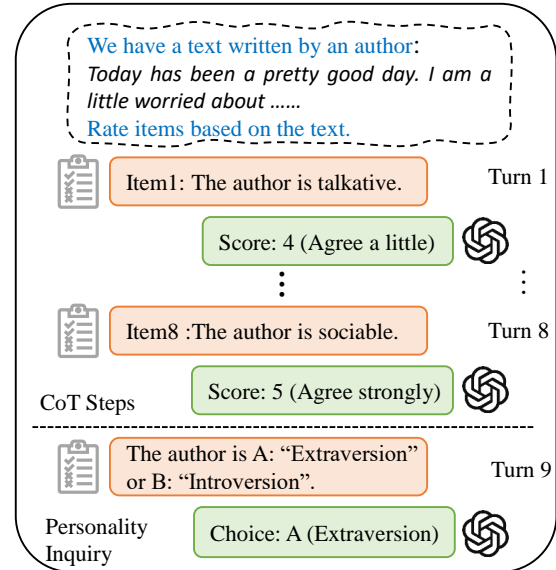 We have a text written by an author:
Today has been a pretty good day. I am a
little worried about ......
Rate items based on the text.
Item1: The author is talkative.
Turn 1
Score: 4 (Agree a little)
Item8 :The author is sociable.
Turn 8
Score: 5 (Agree strongly)
CoT Steps
The author is A: “Extraversion”
or B: “Introversion”.
Turn 9
Personality
Inquiry
Choice: A (Extraversion)